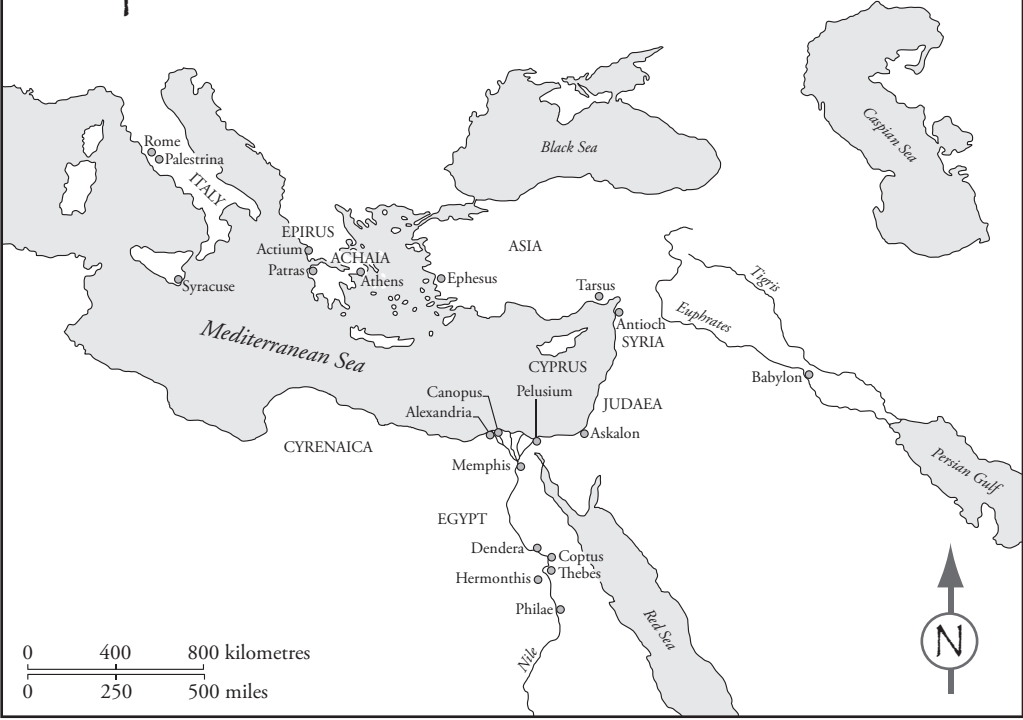 Caspian Sea
Black Sea
Rome
Palestrina
ITALY
EPIRUS
ASIA
Actium
ACHAIA
Patras
Athens
Ephesus
Tigris
Syracuse
Tarsus
Euphrates
Antioch
SYRIA
Mediterranean Sea
CYPRUS
Babylon
Canopus
Pelusium
Alexandria
JUDAEA
Askalon
CYRENAICA
Memphis
Persian Gulf
EGYPT
Dendera
Coptus
Thebes
Hermonthis
Philae
Red Sea
Nile
N
0 400 800 kilometres
0 250 500 miles